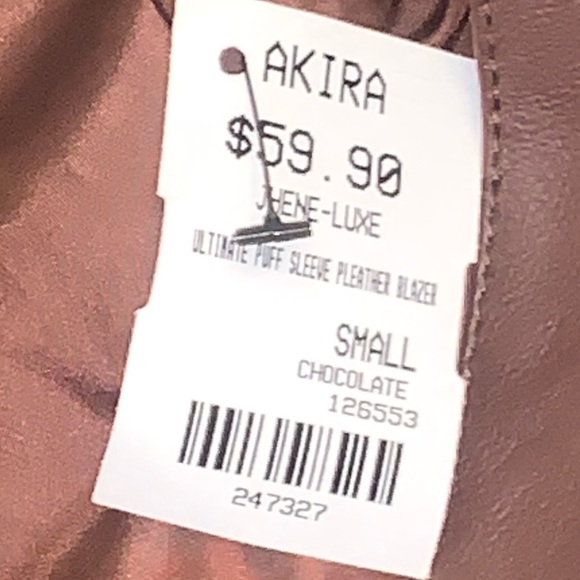 AKIRA
$59.90
JHENE-LUXE
ULTIMATE PUFF SLEEVE PLEATHER BLAZER
SMALL
CHOCOLATE
126553
247327